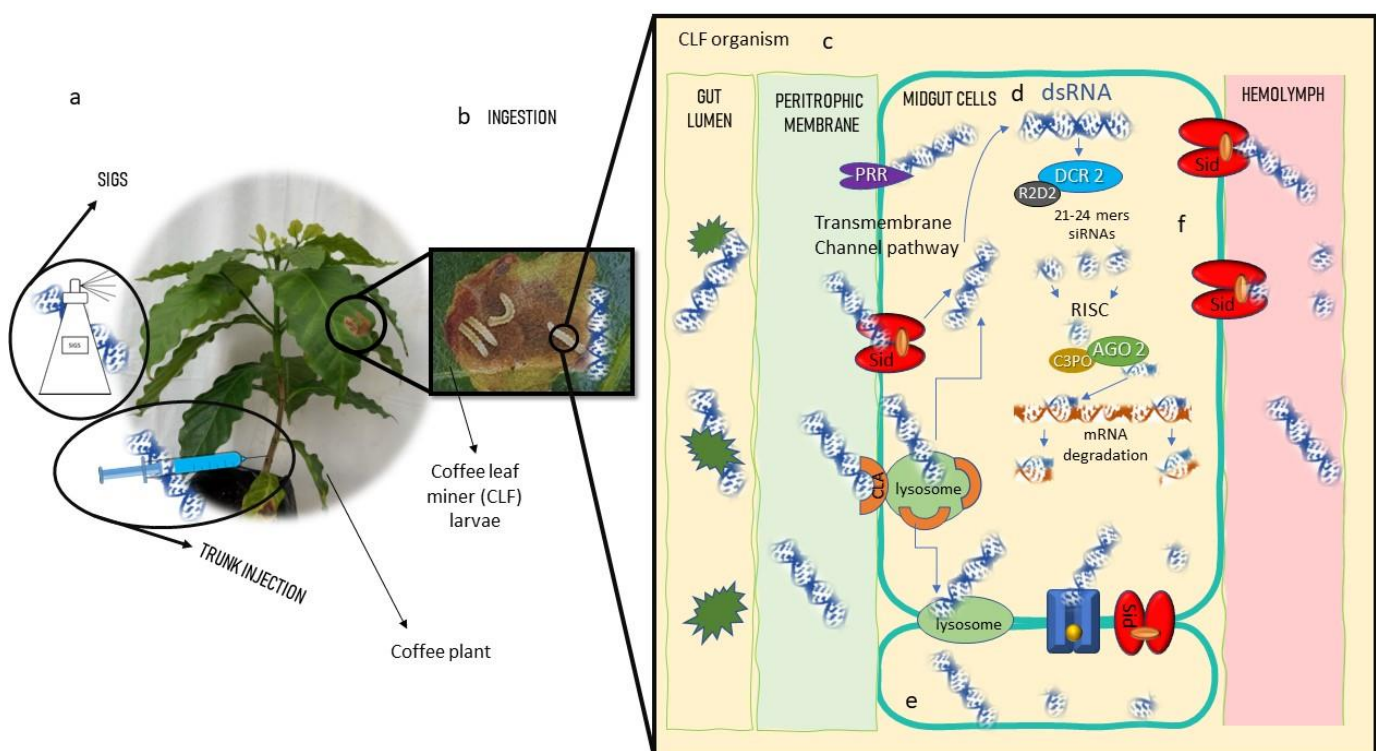 a
SIGS
SIGS
TRUNK INJECTION
b INGESTION
Coffee leaf
miner (CLF)
larvae
Coffee plant
CLF organism c
GUT
LUMEN
PERITROPHIC
MEMBRANE
MIDGUT CELLS
d dsRNA
HEMOLYMPH
PRR
DCR 2
R2D2
21-24 mers
siRNAs
Transmembrane
Channel pathway
Sid
RISC
C3PO
AGO 2
mRNA
degradation
CLA
lysosome
lysosome
Sid
e
f
Sid
Sid